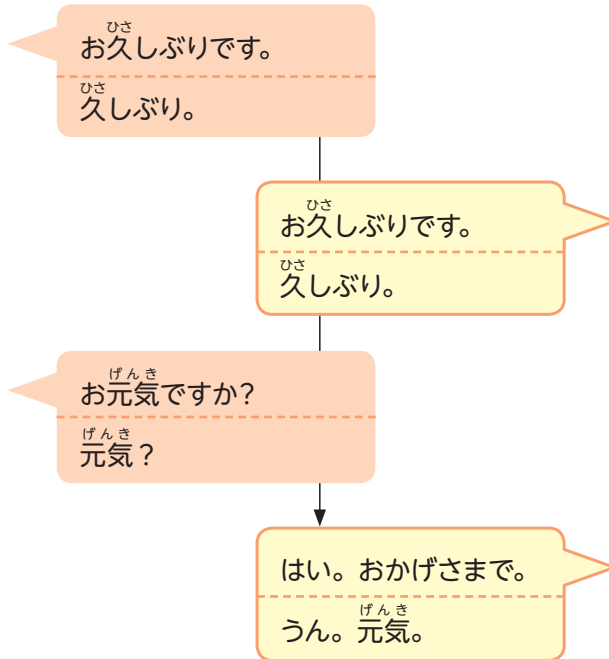 お久しぶりです。
久しぶり。
お久しぶりです。
久しぶり。
お元気ですか?
元気?
はい。おかげさまで。
うん。元気。